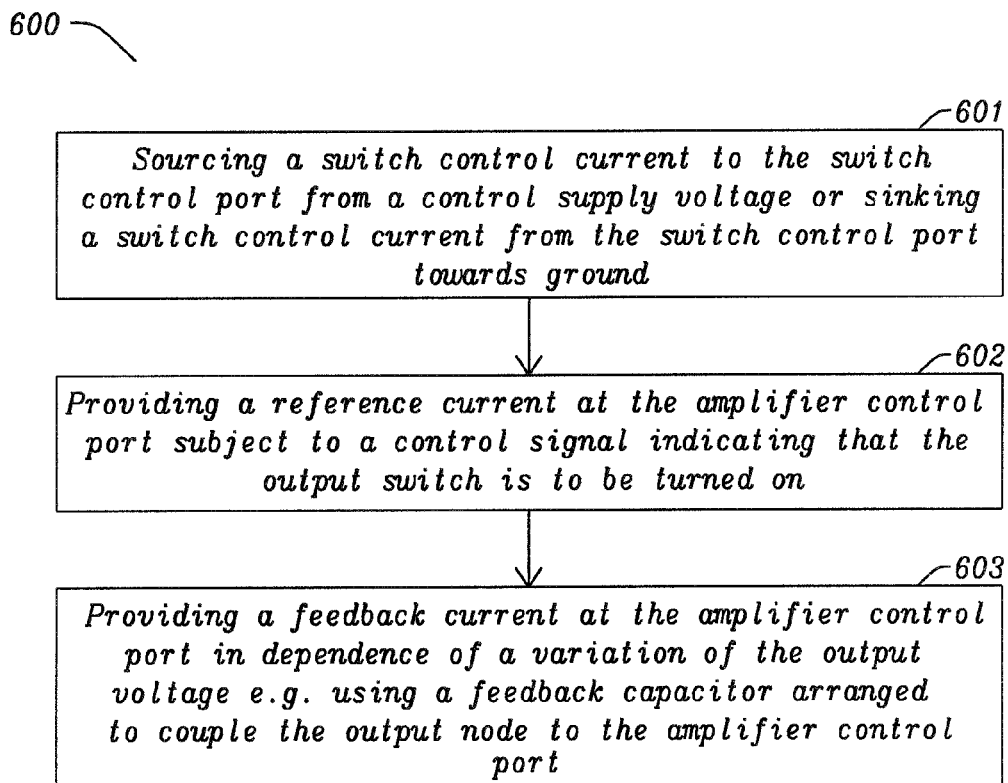 600
601
Sourcing a switch control current to the switch
control port from a control supply voltage or sinking
a switch control current from the switch control port
towards ground
602
Providing a reference current at the amplifier control
port subject to a control signal indicating that the
output switch is to be turned on
603
Providing a feedback current at the amplifier control
port in dependence of a variation of the output
voltage e.g. using a feedback capacitor arranged
to couple the output node to the amplifier control
port